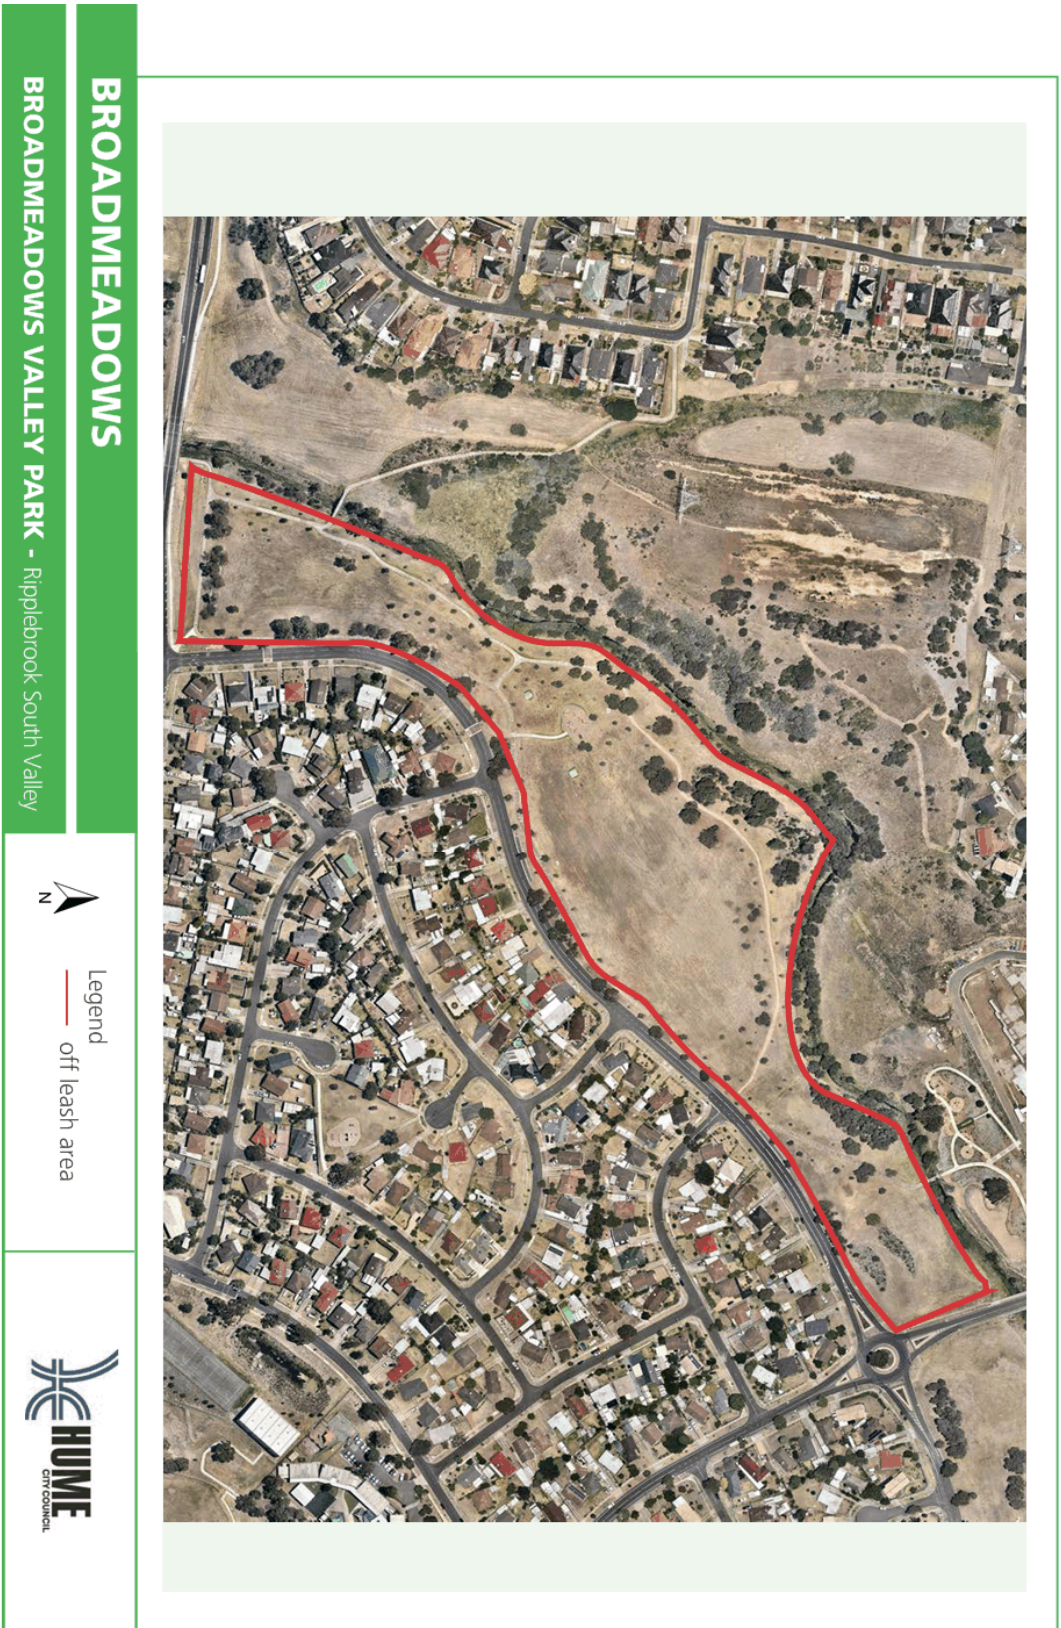 BROADMEADOWS
BROADMEADOWS VALLEY PARK - Ripplebrook South Valley
N
Legend
off leash area
HUME
CITY COUNCIL